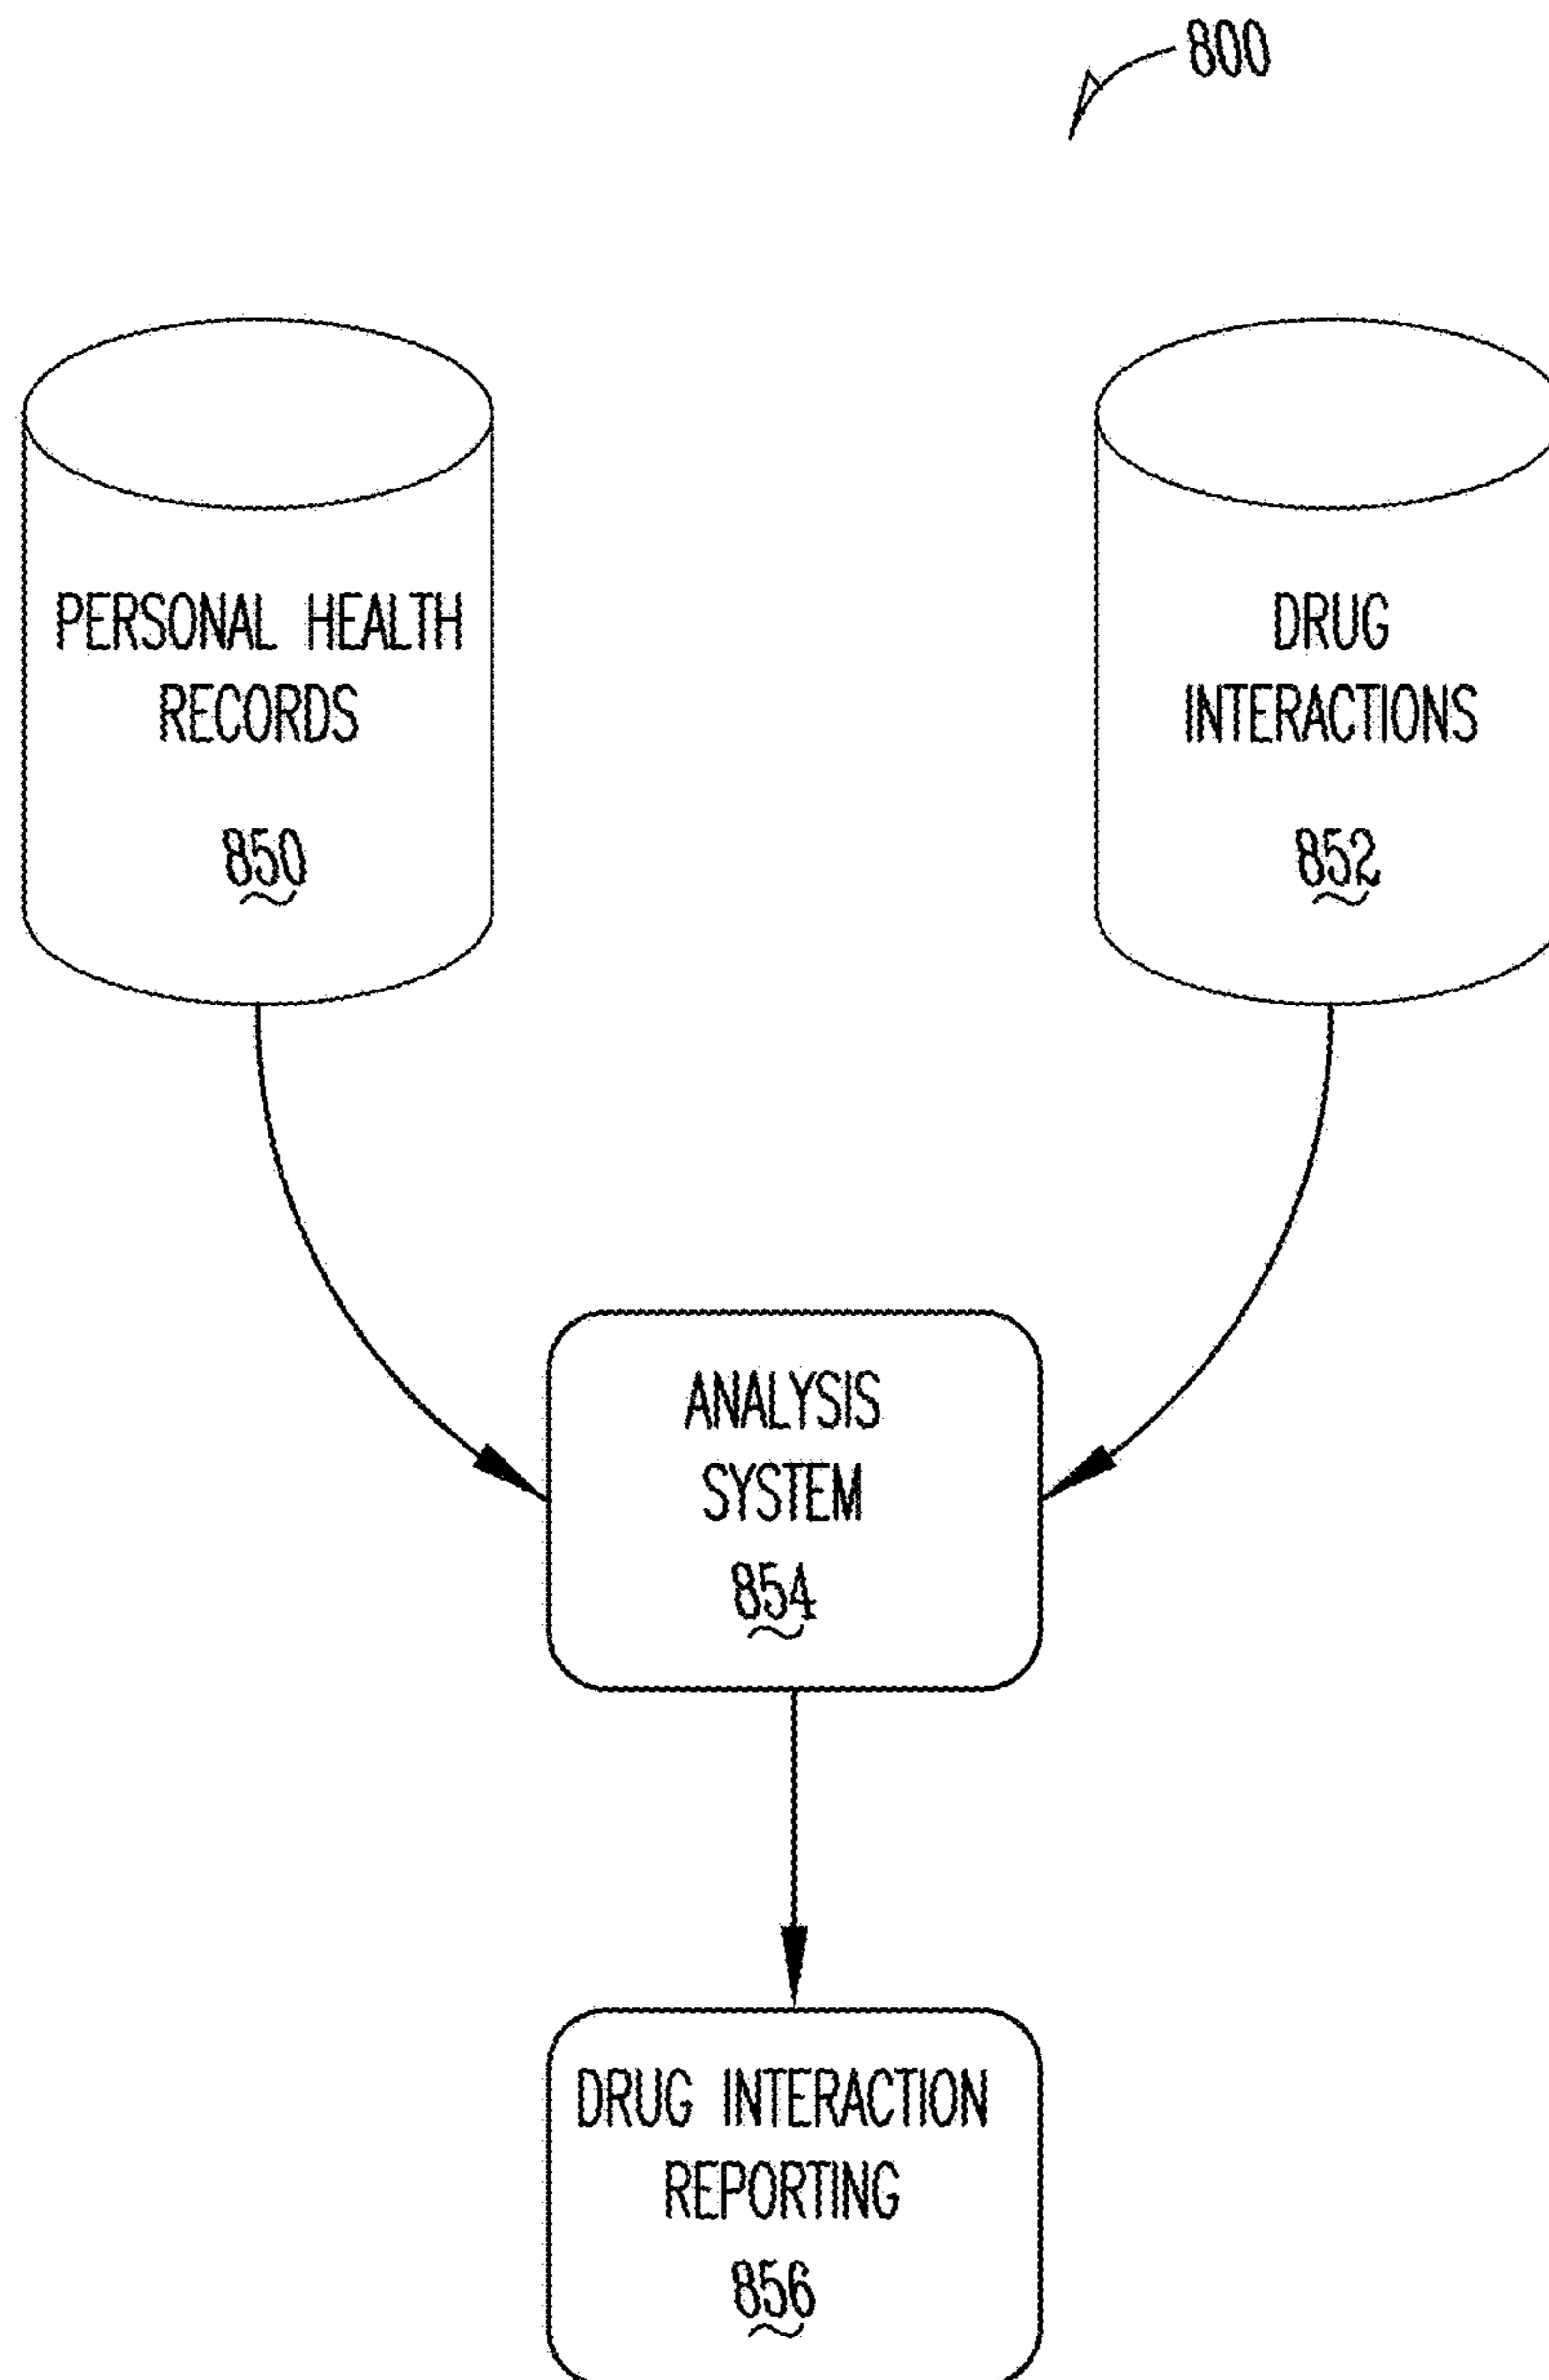 800
PERSONAL HEALTH
RECORDS
850
DRUG
INTERACTIONS
852
ANALYSIS
SYSTEM
854
DRUG INTERACTION
REPORTING
856